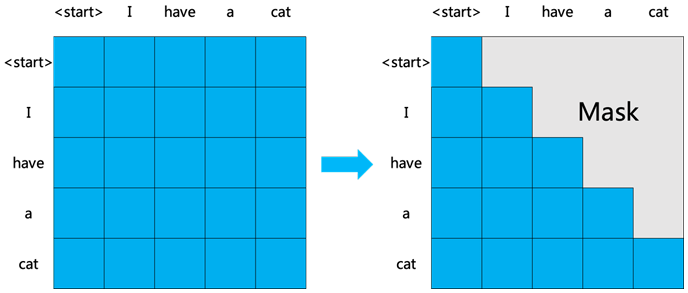 <start> I have a cat
<start>
I
have
a
cat
<start> I have a cat
<start>
I
have
a
cat
Mask